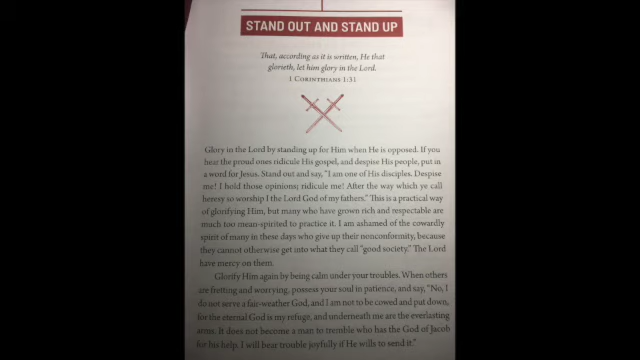 STAND OUT AND STAND UP
That, according as it is written, He that
glorieth, let him glory in the Lord.
1 Corinthians 1:31
Glory in the Lord by standing up for Him when He is opposed. If you
hear the proud ones ridicule His gospel, and despise His people, put in
a word for Jesus. Stand out and say, “I am one of His disciples. Despise
me! I hold those opinions; ridicule me! After the way which ye call
heresy so worship I the Lord God of my fathers.” This is a practical way
of glorifying Him, but many who have grown rich and respectable are
much too mean-spirited to practice it. I am ashamed of the cowardly
spirit of many in these days who give up their nonconformity, because
they cannot otherwise get into what they call “good society.” The Lord
have mercy on them.
Glorify Him again by being calm under your troubles. When others
are fretting and worrying, possess your soul in patience, and say, “No, I
do not serve a fair-weather God, and I am not to be cowed and put down,
for the eternal God is my refuge, and underneath me are the everlasting
arms. It does not become a man to tremble who has the God of Jacob
for his help. I will bear trouble joyfully if He wills to send it.”